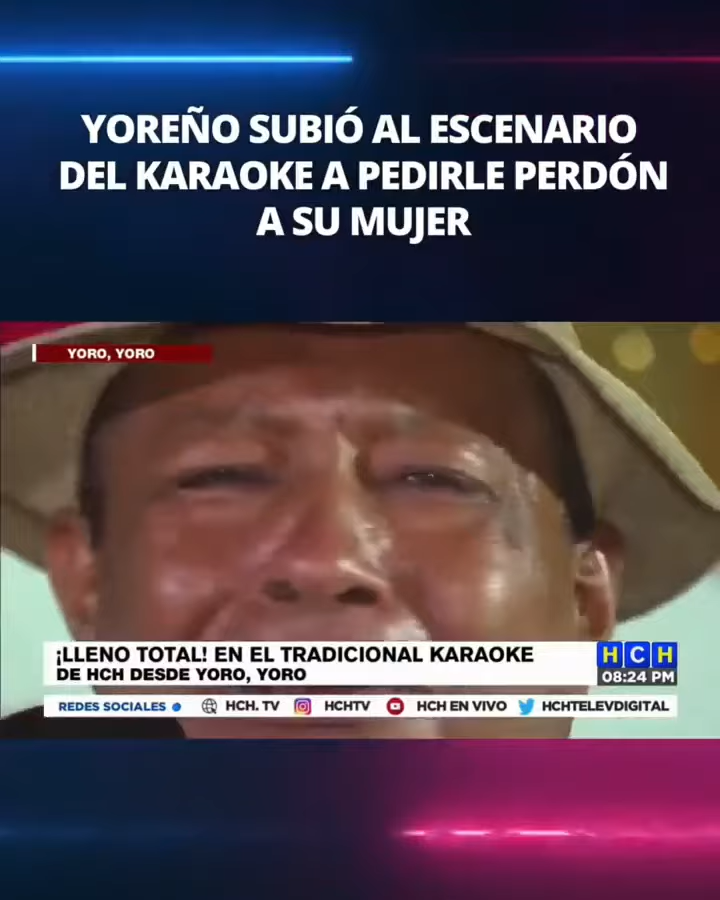 YOREÑO SUBIÓ AL ESCENARIO
DEL KARAOKE A PEDIRLE PERDÓN
A SU MUJER
YORO, YORO
¡LLENO TOTAL! EN EL TRADICIONAL KARAOKE
DE HCH DESDE YORO, YORO
HCH
08:24 PM
REDES SOCIALES HCH. TV HCHTV HCH EN VIVO HCHTELEVDIGITAL